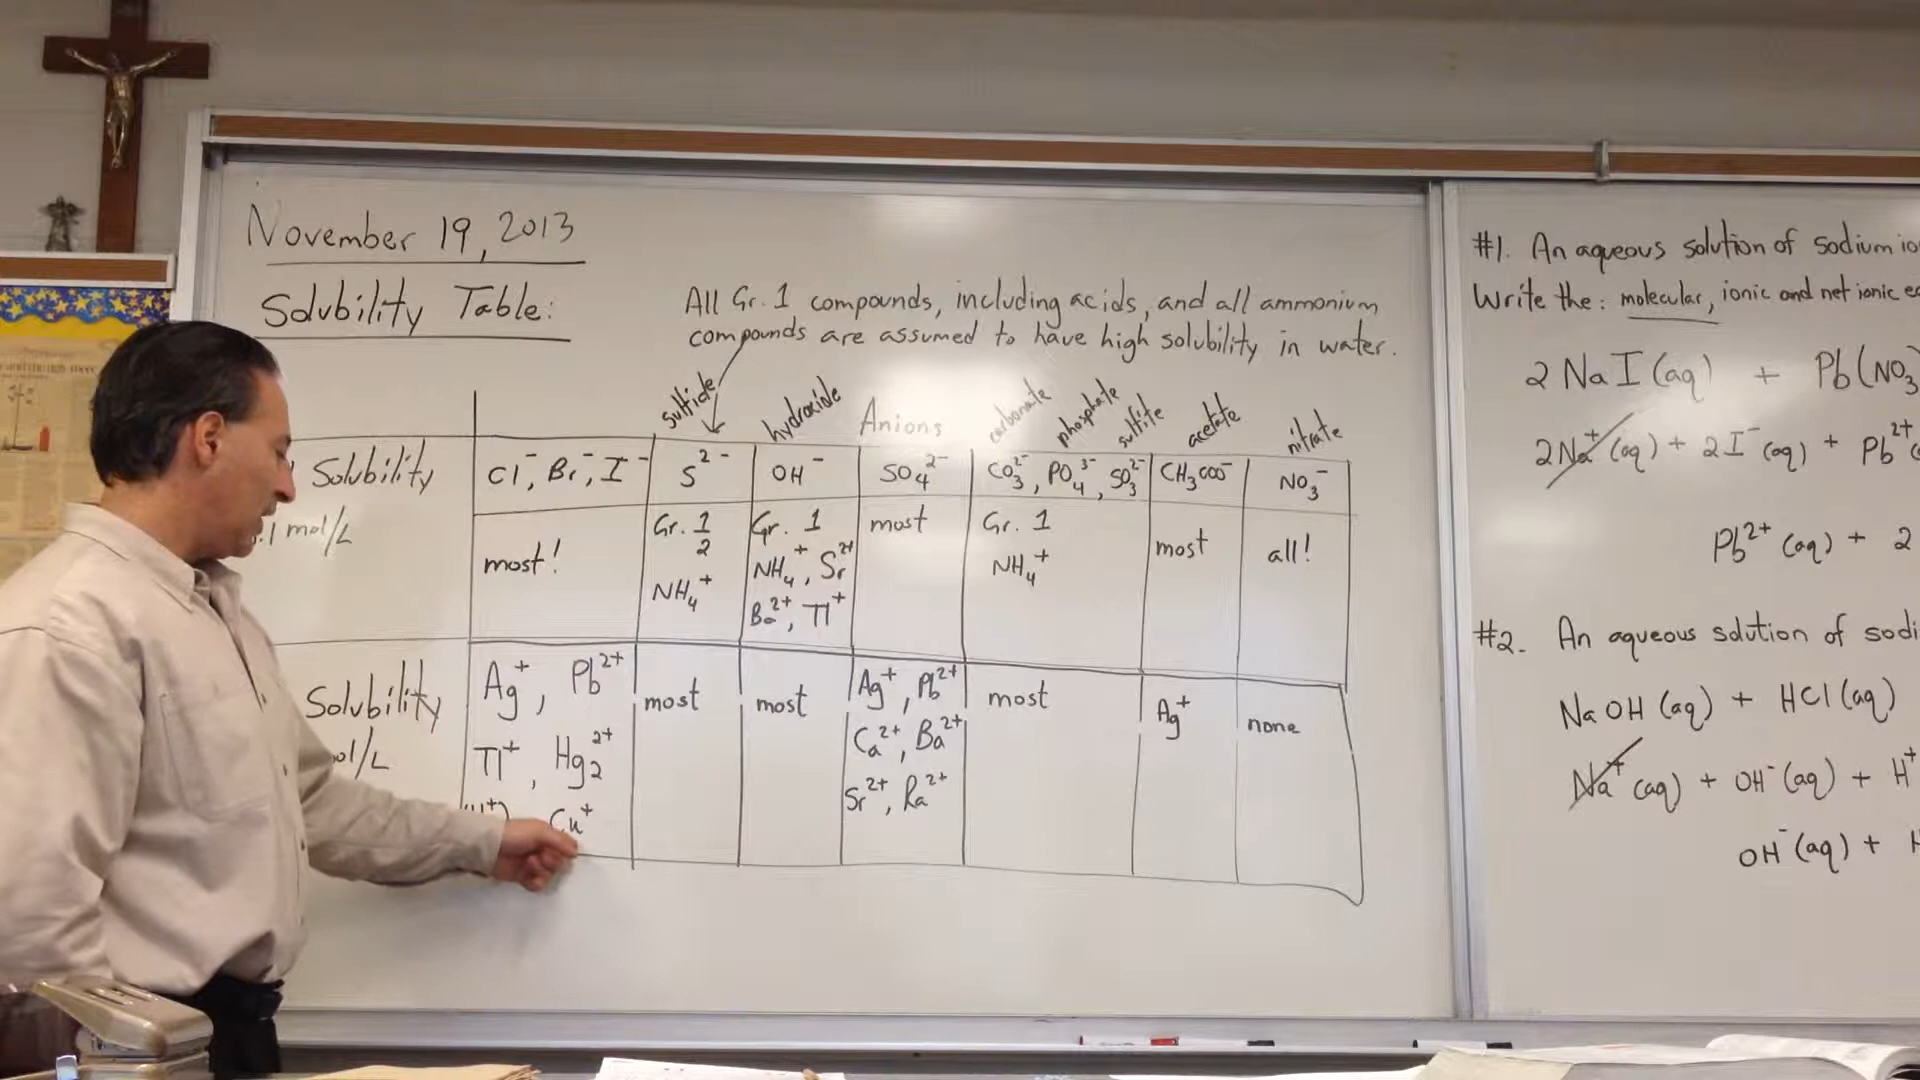 November 19, 2013
Solubility Table:
All Gr. 1 compounds, including acids, and all ammonium
compounds are assumed to have high solubility in water.
sulfide hydroxide Anions carbonate phosphate sulfite acetate nitrate
Solubility Cl⁻, Br⁻, I⁻ S²⁻ OH⁻ SO₄²⁻ CO₃²⁻, PO₄³⁻, SO₃²⁻ CH₃COO⁻ NO₃⁻
.1 mol/L
most!
Gr. 1
2
NH₄⁺
Gr. 1
NH₄⁺, Sr²⁺
Ba²⁺, Tl⁺
most
Gr. 1
NH₄⁺
most
all!
Solubility
ol/L
Ag⁺, Pb²⁺
Tl⁺, Hg₂²⁺
Cu⁺
most
most
Ag⁺, Pb²⁺
Ca²⁺, Ba²⁺
Sr²⁺, Ra²⁺
most
Ag⁺
none
#1. An aqueous solution of sodium io
Write the: molecular, ionic and net ionic e
2 NaI (aq) + Pb(NO₃
2Na⁺ (aq) + 2I⁻ (aq) + Pb²⁺
Pb²⁺ (aq) + 2
#2. An aqueous solution of sodi
NaOH (aq) + HCl (aq)
Na⁺ (aq) + OH⁻ (aq) + H⁺
OH⁻ (aq) + H